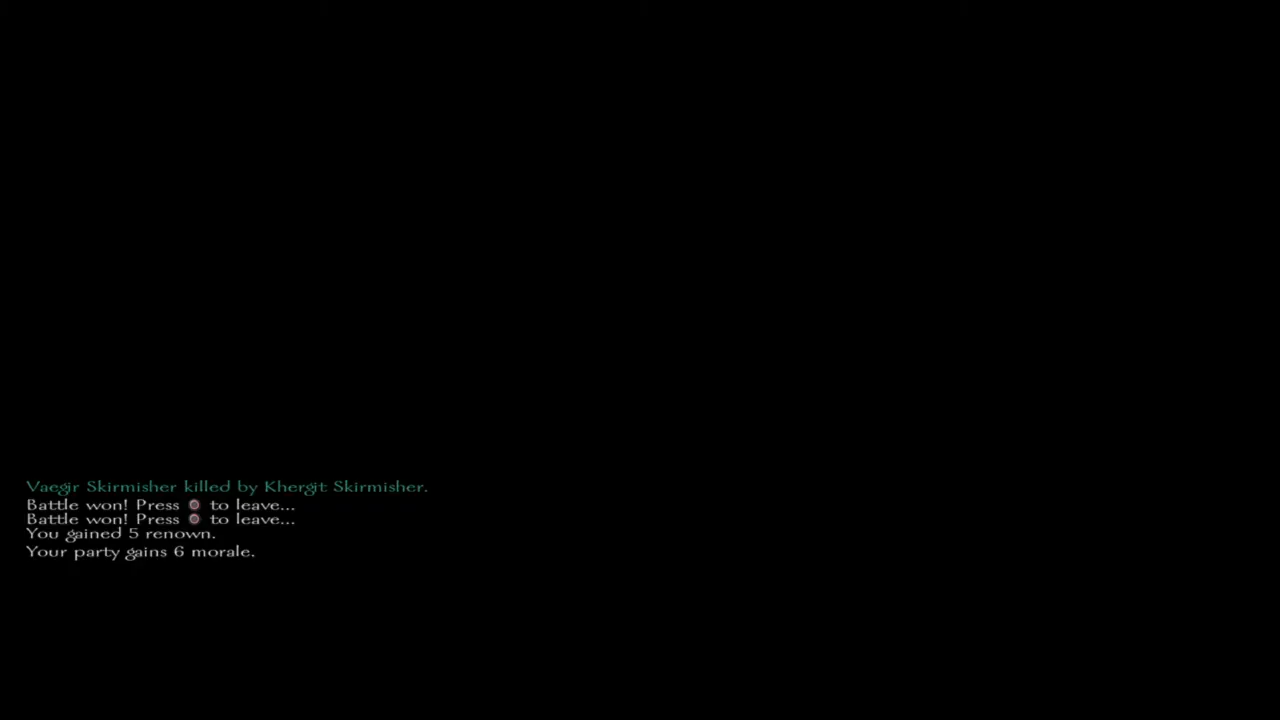 Vaegir Skirmisher killed by Khergit Skirmisher.
Battle won! Press to leave...
Battle won! Press to leave...
You gained 5 renown.
Your party gains 6 morale.